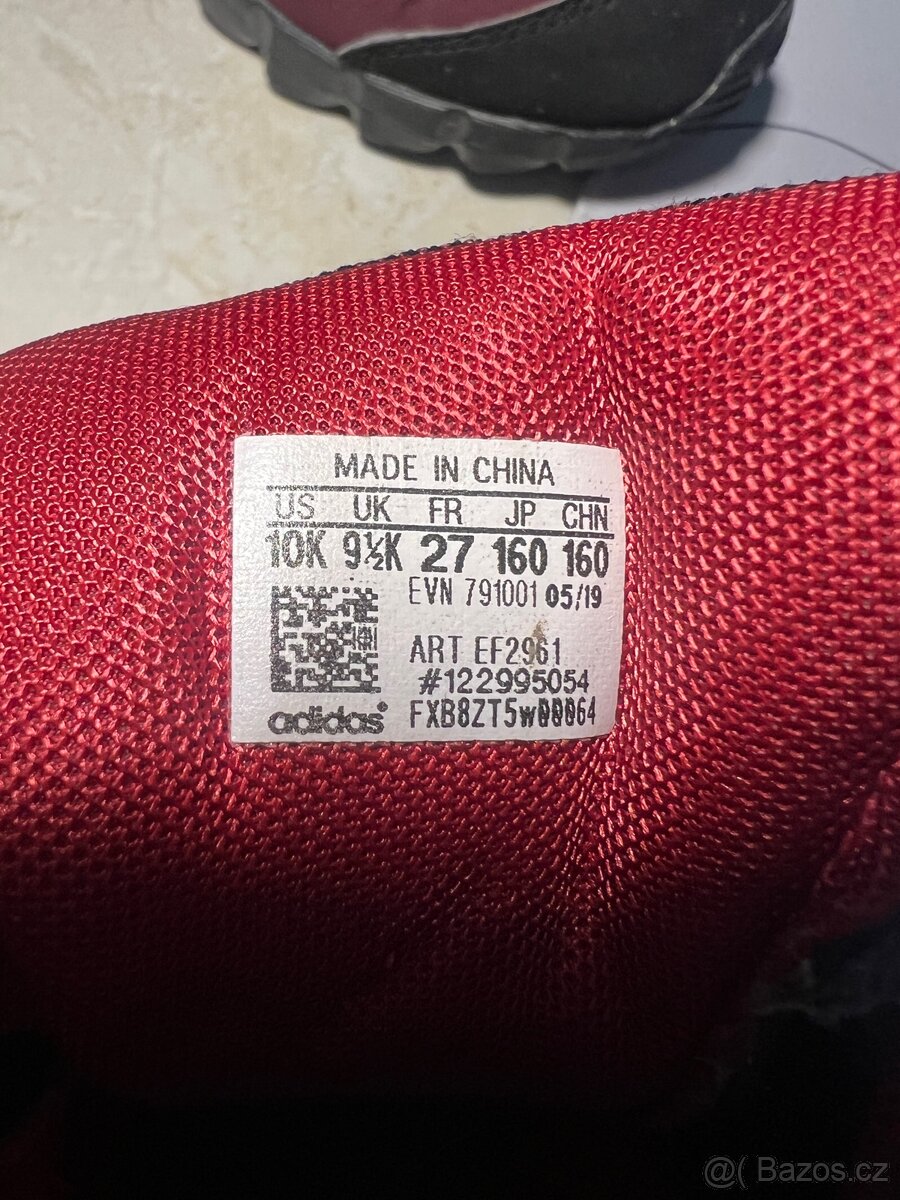 MADE IN CHINA
US UK FR JP CHN
10K 9½K 27 160 160
EVN 791001 05/19
ART EF2961
#122995054
adidas® FXB8ZT5W00064
@( Bazos.cz